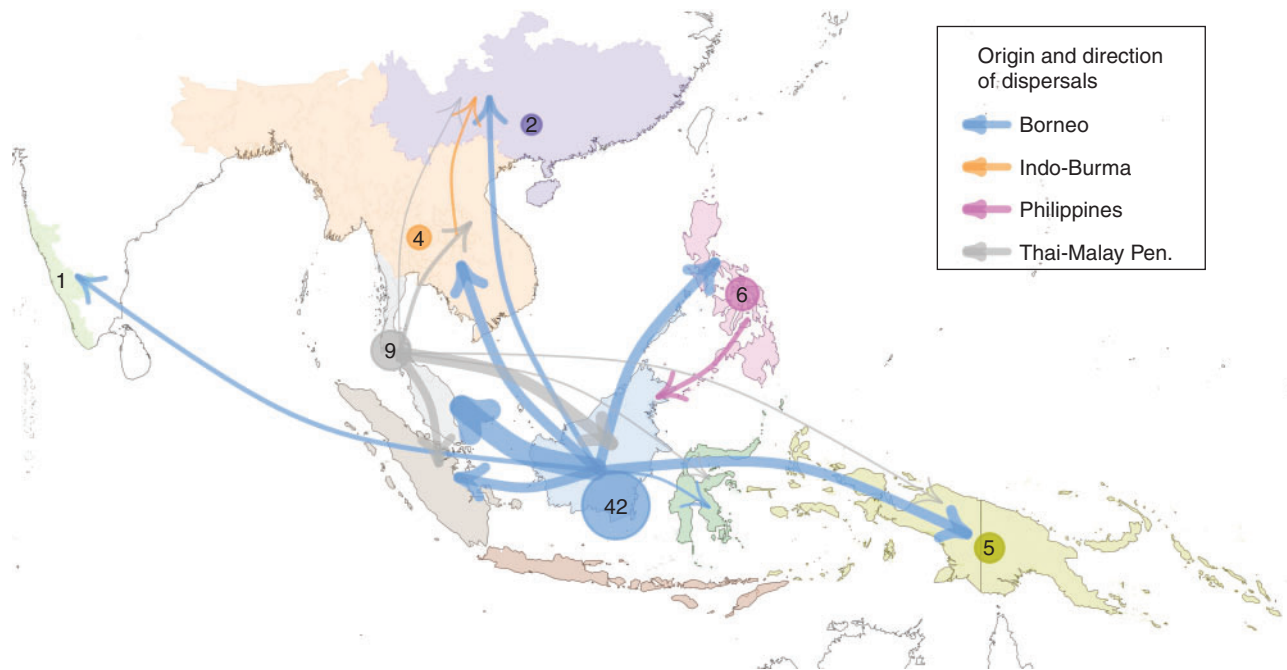 Origin and direction
of dispersals
Borneo
Indo-Burma
Philippines
Thai-Malay Pen.
2
4
1
6
9
42
5